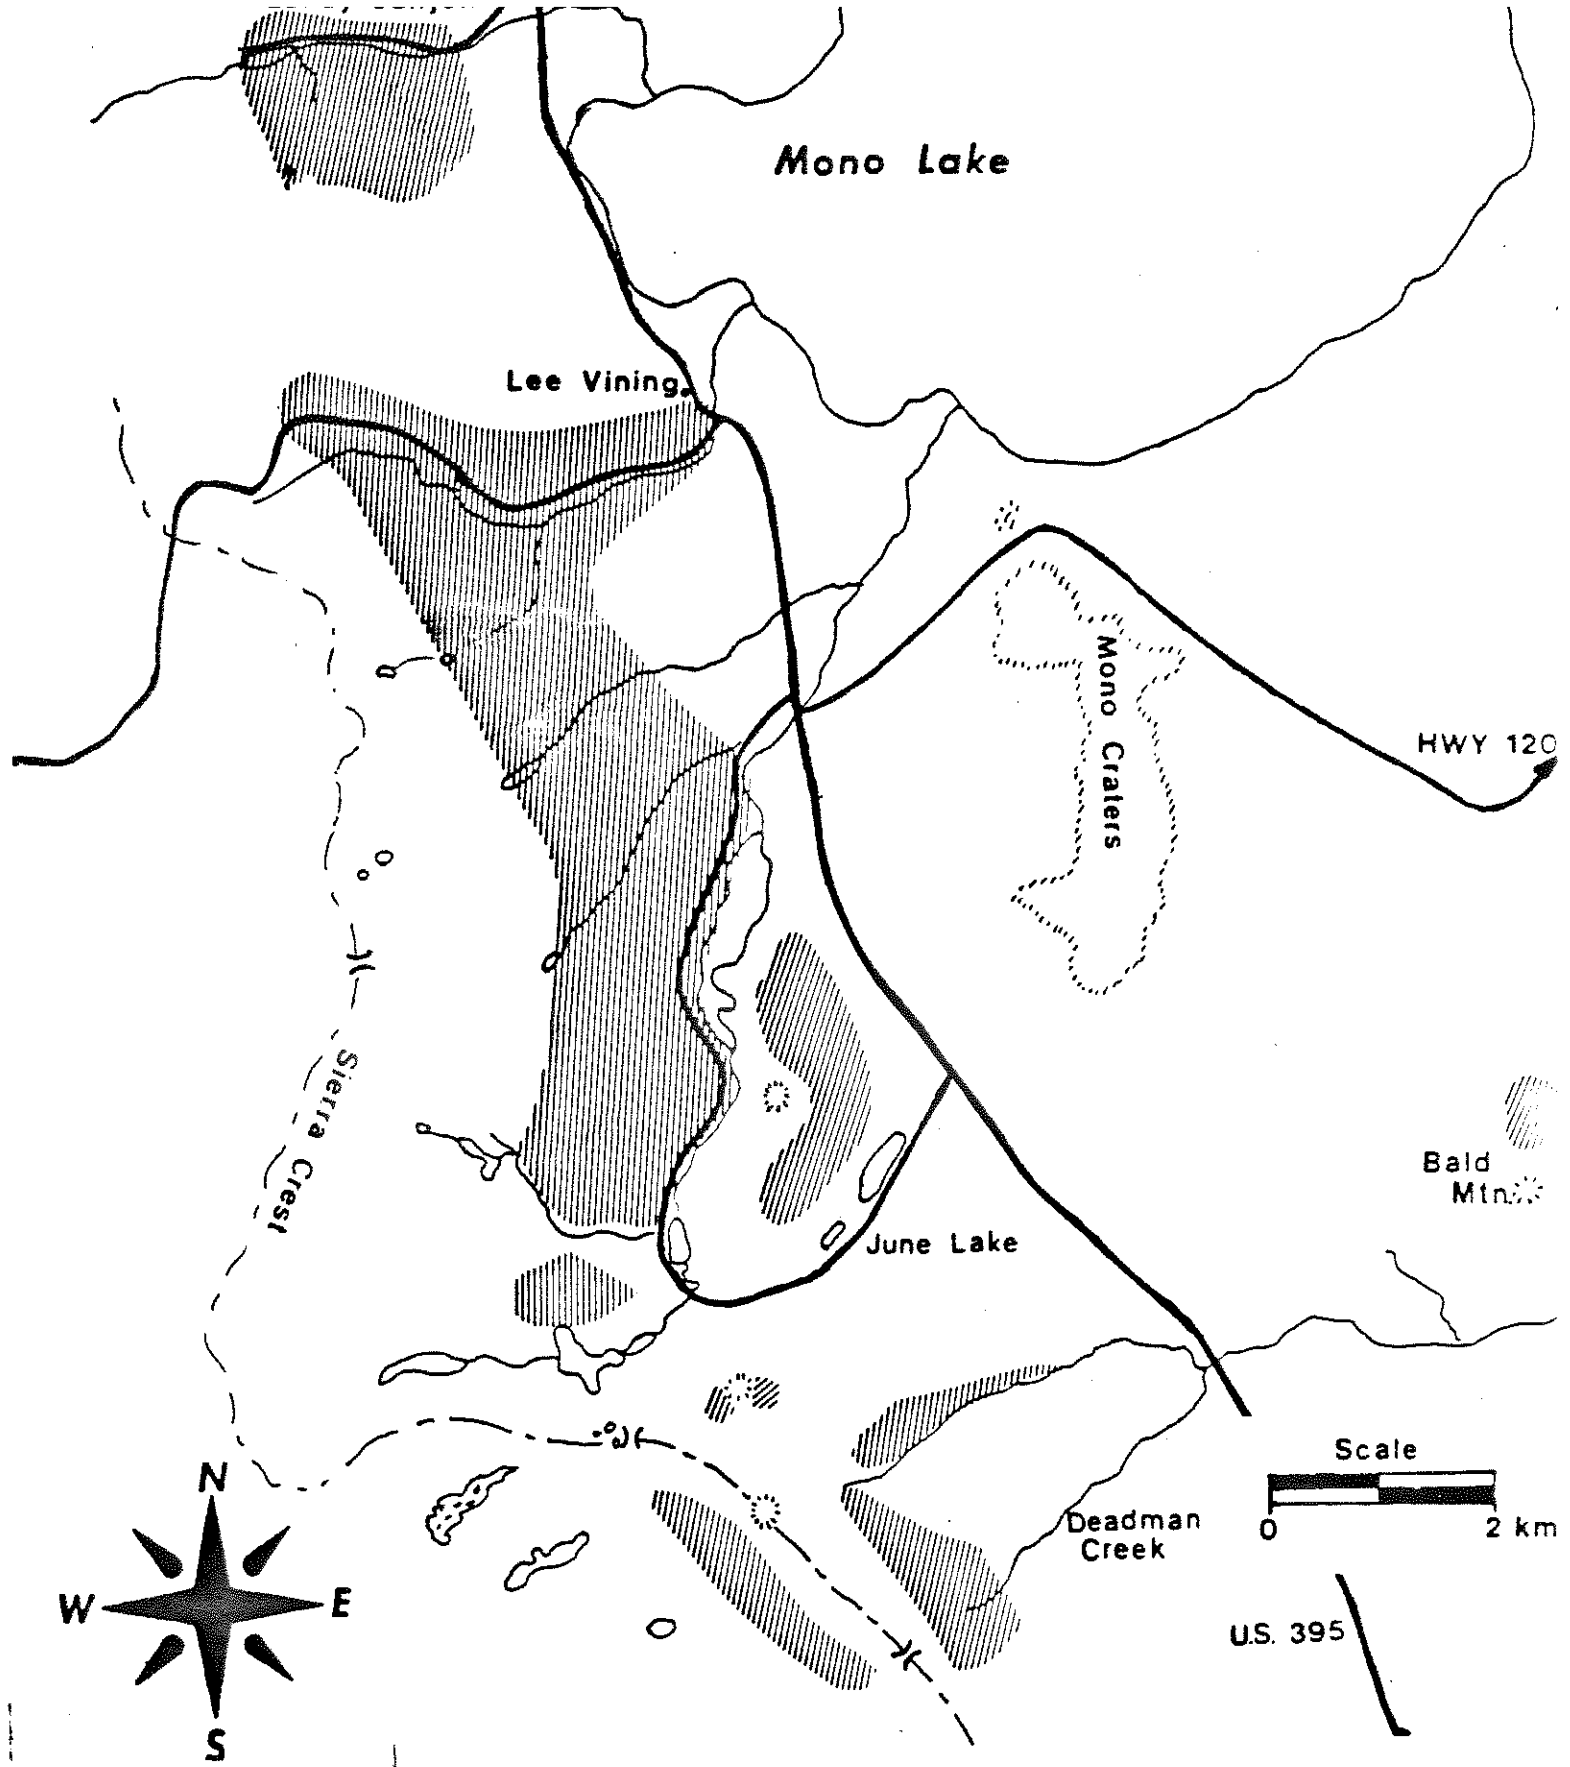 Mono Lake
Lee Vining
Mono Craters
HWY 120
Sierra Crest
Bald
Mtn.
June Lake
Scale
0 2 km
Deadman
Creek
U.S. 395
N
W E
S